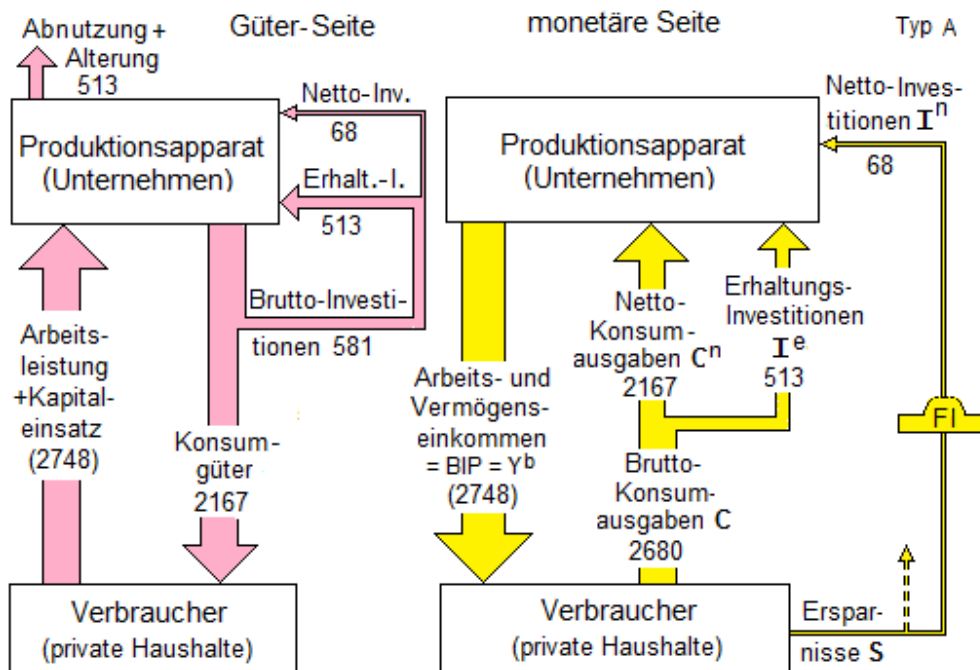 Güter-Seite
monetäre Seite
Typ A
Abnutzung +
Alterung
513
Netto-Inv.
68
Produktionsapparat
(Unternehmen)
Erhalt.-I.
513
Brutto-Investi-
tionen 581
Arbeits-
leistung
+Kapital-
einsatz
(2748)
Konsum-
güter
2167
Verbraucher
(private Haushalte)
Netto-Inves-
titionen Iⁿ
68
Produktionsapparat
(Unternehmen)
Arbeits- und
Vermögens-
einkommen
= BIP = Yᵇ
(2748)
Netto-
Konsum-
ausgaben Cⁿ
2167
Erhaltungs-
Investitionen
Iᵉ
513
FI
Brutto-
Konsum-
ausgaben C
2680
Verbraucher
(private Haushalte)
Erspar-
nisse S